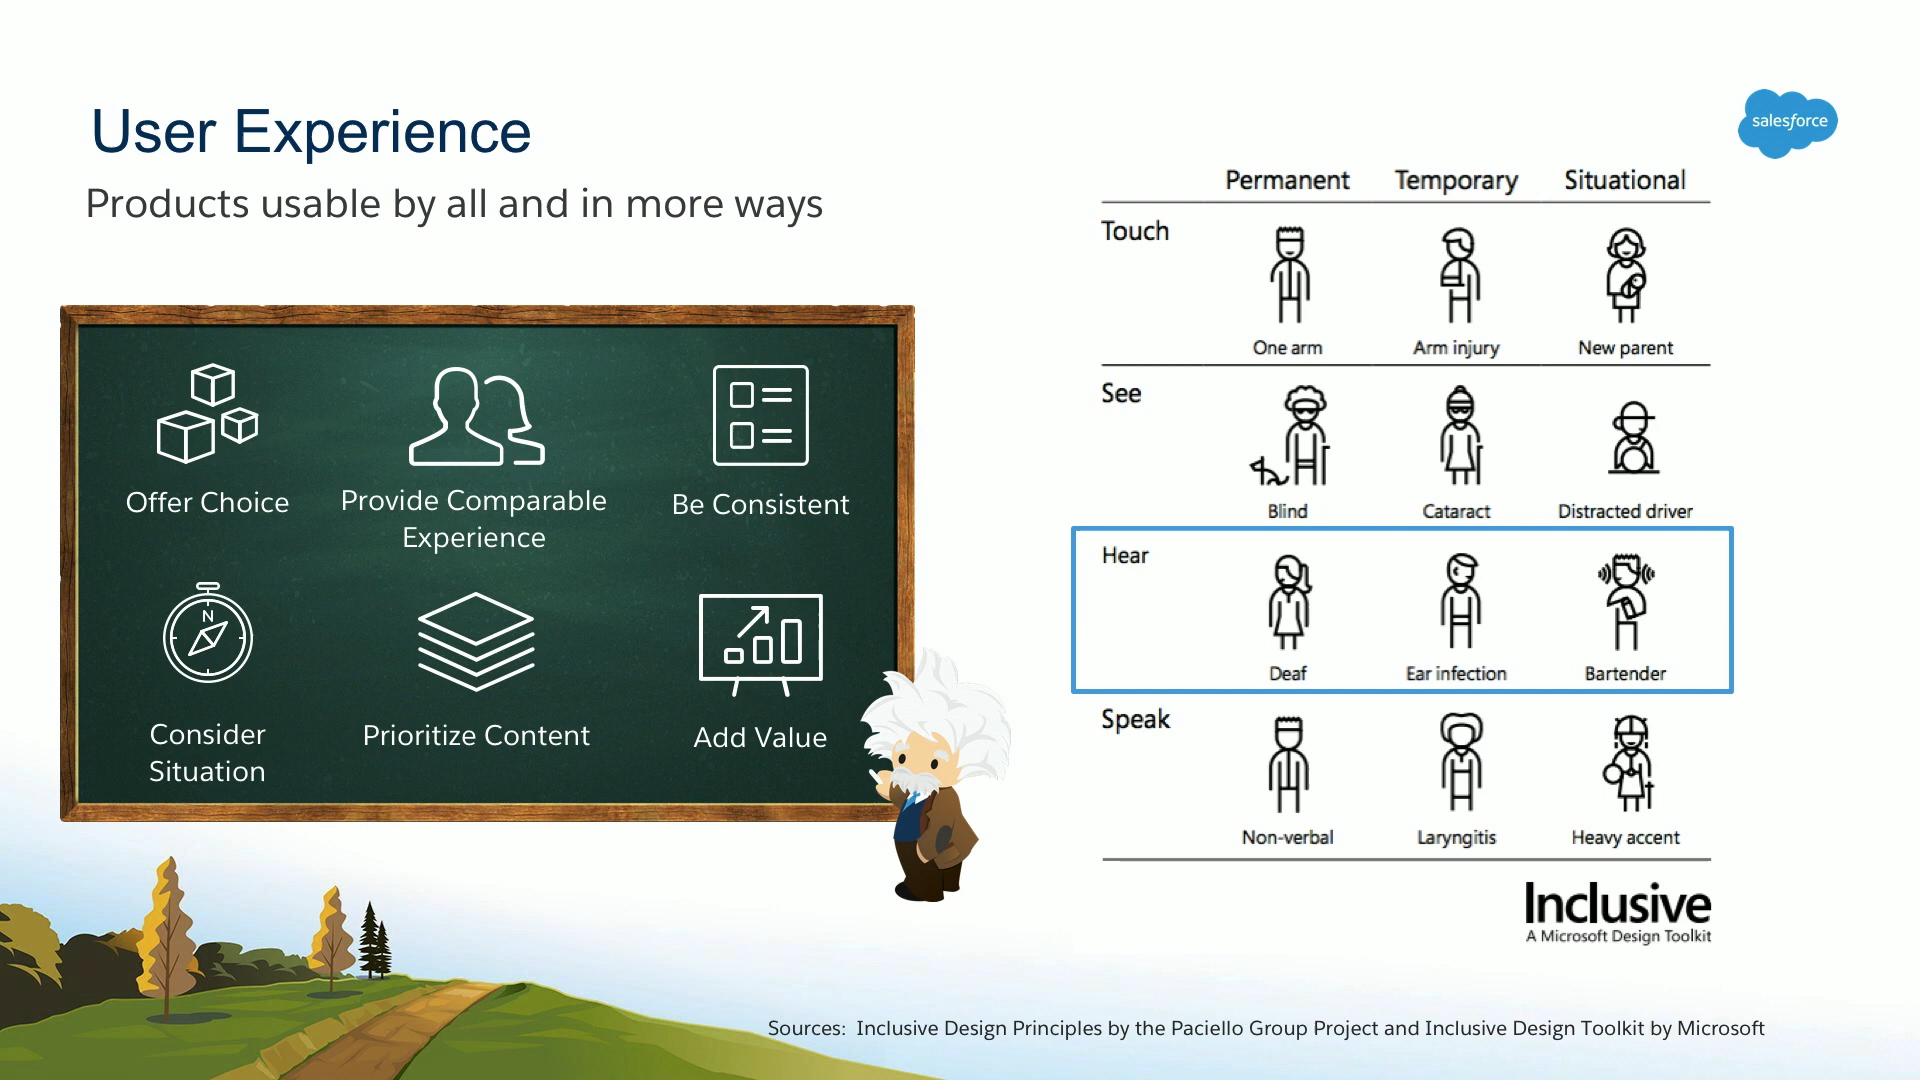 User Experience
Products usable by all and in more ways
salesforce
Offer Choice
Provide Comparable
Experience
Be Consistent
N
Consider
Situation
Prioritize Content
Add Value
Permanent Temporary Situational
Touch
One arm Arm injury New parent
See
Blind Cataract Distracted driver
Hear
Deaf Ear infection Bartender
Speak
Non-verbal Laryngitis Heavy accent
Inclusive
A Microsoft Design Toolkit
Sources: Inclusive Design Principles by the Paciello Group Project and Inclusive Design Toolkit by Microsoft